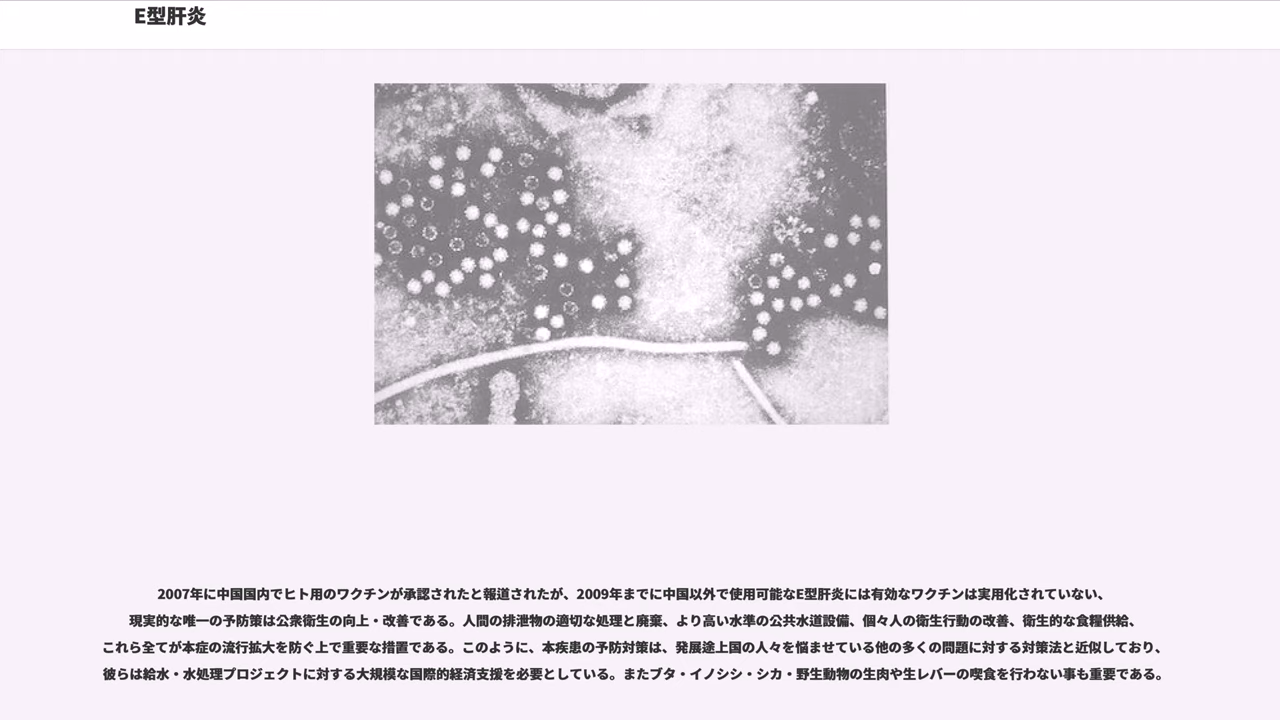 E型肝炎
2007年に中国国内でヒト用のワクチンが承認されたと報道されたが、2009年までに中国以外で使用可能なE型肝炎には有効なワクチンは実用化されていない、
現実的な唯一の予防策は公衆衛生の向上・改善である。人間の排泄物の適切な処理と廃棄、より高い水準の公共水道設備、個々人の衛生行動の改善、衛生的な食糧供給、
これら全てが本症の流行拡大を防ぐ上で重要な措置である。このように、本疾患の予防対策は、発展途上国の人々を悩ませている他の多くの問題に対する対策法と近似しており、
彼らは給水・水処理プロジェクトに対する大規模な国際的経済支援を必要としている。またブタ・イノシシ・シカ・野生動物の生肉や生レバーの喫食を行わない事も重要である。